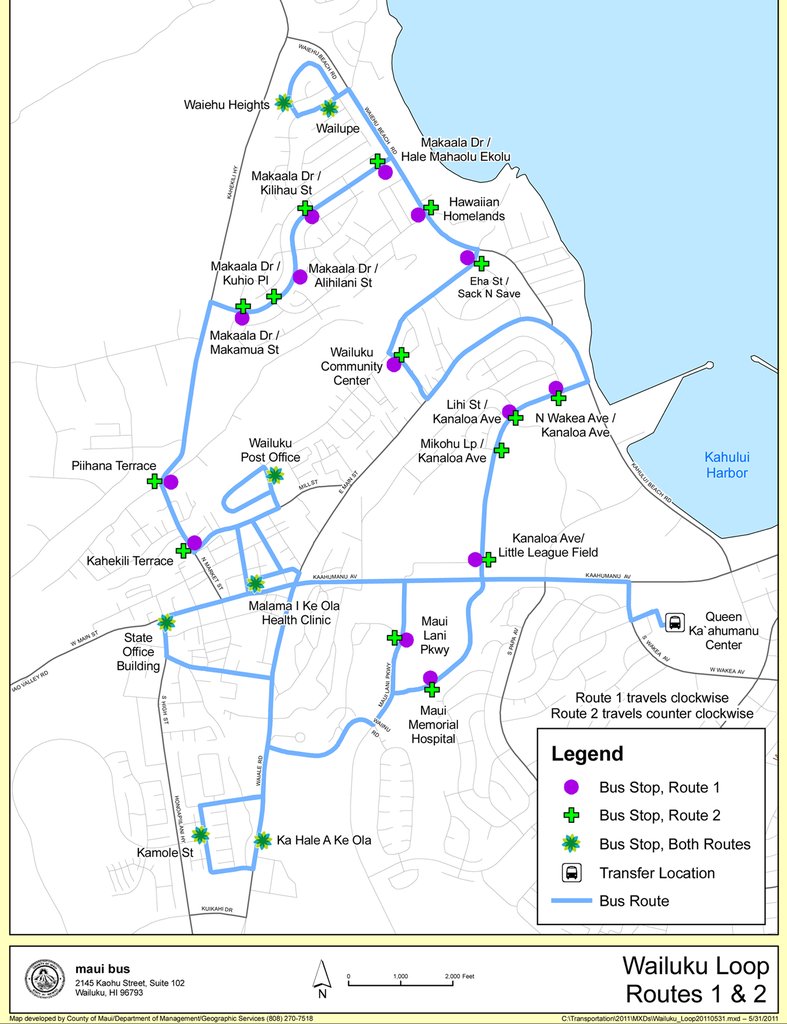 WAIEHU BEACH RD
Waiehu Heights
Wailupe
WAIEHU BEACH RD
KAHEKILI HY
Makaala Dr /
Hale Mahaolu Ekolu
Makaala Dr /
Kilihau St
Hawaiian
Homelands
Makaala Dr /
Kuhio Pl
Makaala Dr /
Alihilani St
Eha St /
Sack N Save
Makaala Dr /
Makamua St
Wailuku
Community
Center
Lihi St /
Kanaloa Ave
N Wakea Ave /
Kanaloa Ave
Mikohu Lp /
Kanaloa Ave
Wailuku
Post Office
Piihana Terrace
MILL ST
E MAIN ST
Kahului
Harbor
KAHULUI BEACH RD
Kanaloa Ave/
Little League Field
Kahekili Terrace
N MARKET ST
KAAHUMANU AV
KAAHUMANU AV
Malama I Ke Ola
Health Clinic
Maui
Lani
Pkwy
Queen
Ka`ahumanu
Center
W MAIN ST
State
Office
Building
S PAPA AV
S WAKEA AV
W WAKEA AV
IAO VALLEY RD
S HIGH ST
MAUI LANI PKWY
Maui
Memorial
Hospital
WAIINU
RD
Route 1 travels clockwise
Route 2 travels counter clockwise
WAIALE RD
HONOAPIILANI HY
Kamole St
Ka Hale A Ke Ola
KUIKAHI DR
Legend
Bus Stop, Route 1
Bus Stop, Route 2
Bus Stop, Both Routes
Transfer Location
Bus Route
maui bus
2145 Kaohu Street, Suite 102
Wailuku, HI 96793
N
0 1,000 2,000 Feet
Wailuku Loop
Routes 1 & 2
Map developed by County of Maui/Department of Management/Geographic Services (808) 270-7518
C:\Transportation\2011\MXDs\Wailuku_Loop20110531.mxd -- 5/31/2011